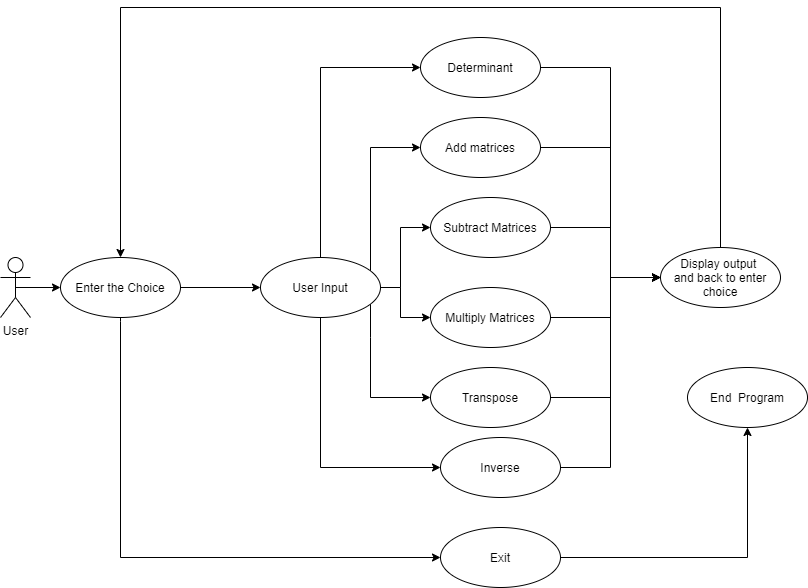 Determinant
Add matrices
Subtract Matrices
User
Enter the Choice
User Input
Display output
and back to enter
choice
Multiply Matrices
Transpose
End  Program
Inverse
Exit